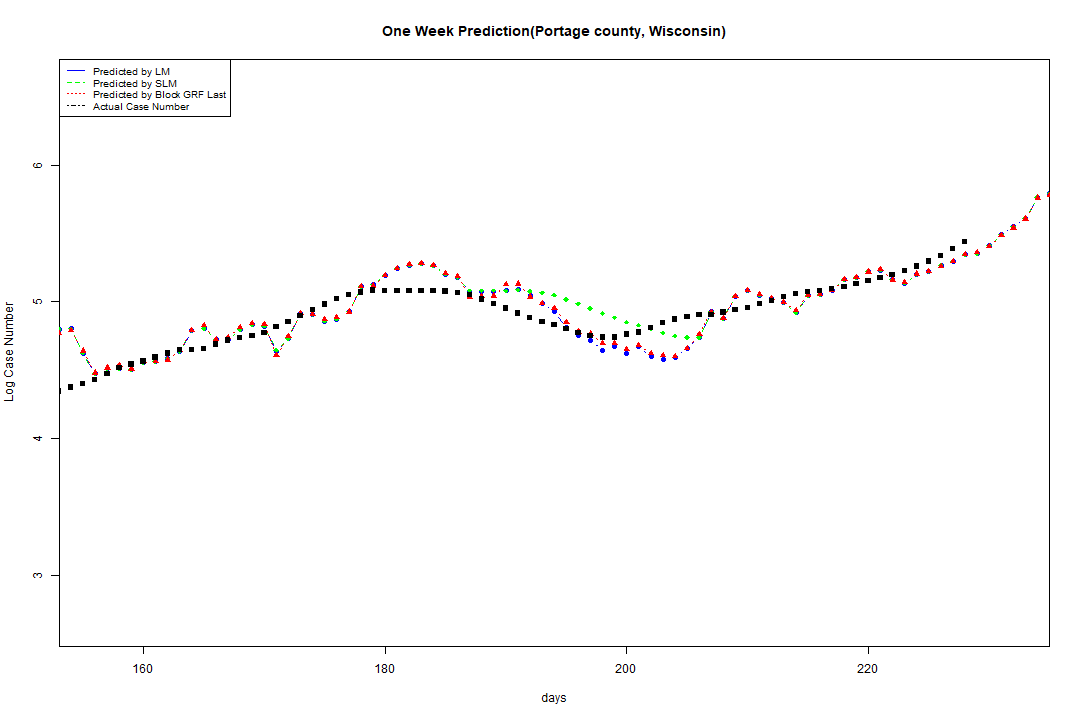 One Week Prediction(Portage county, Wisconsin)
Predicted by LM
Predicted by SLM
Predicted by Block GRF Last
Actual Case Number
6
5
4
3
Log Case Number
160 180 200 220
days